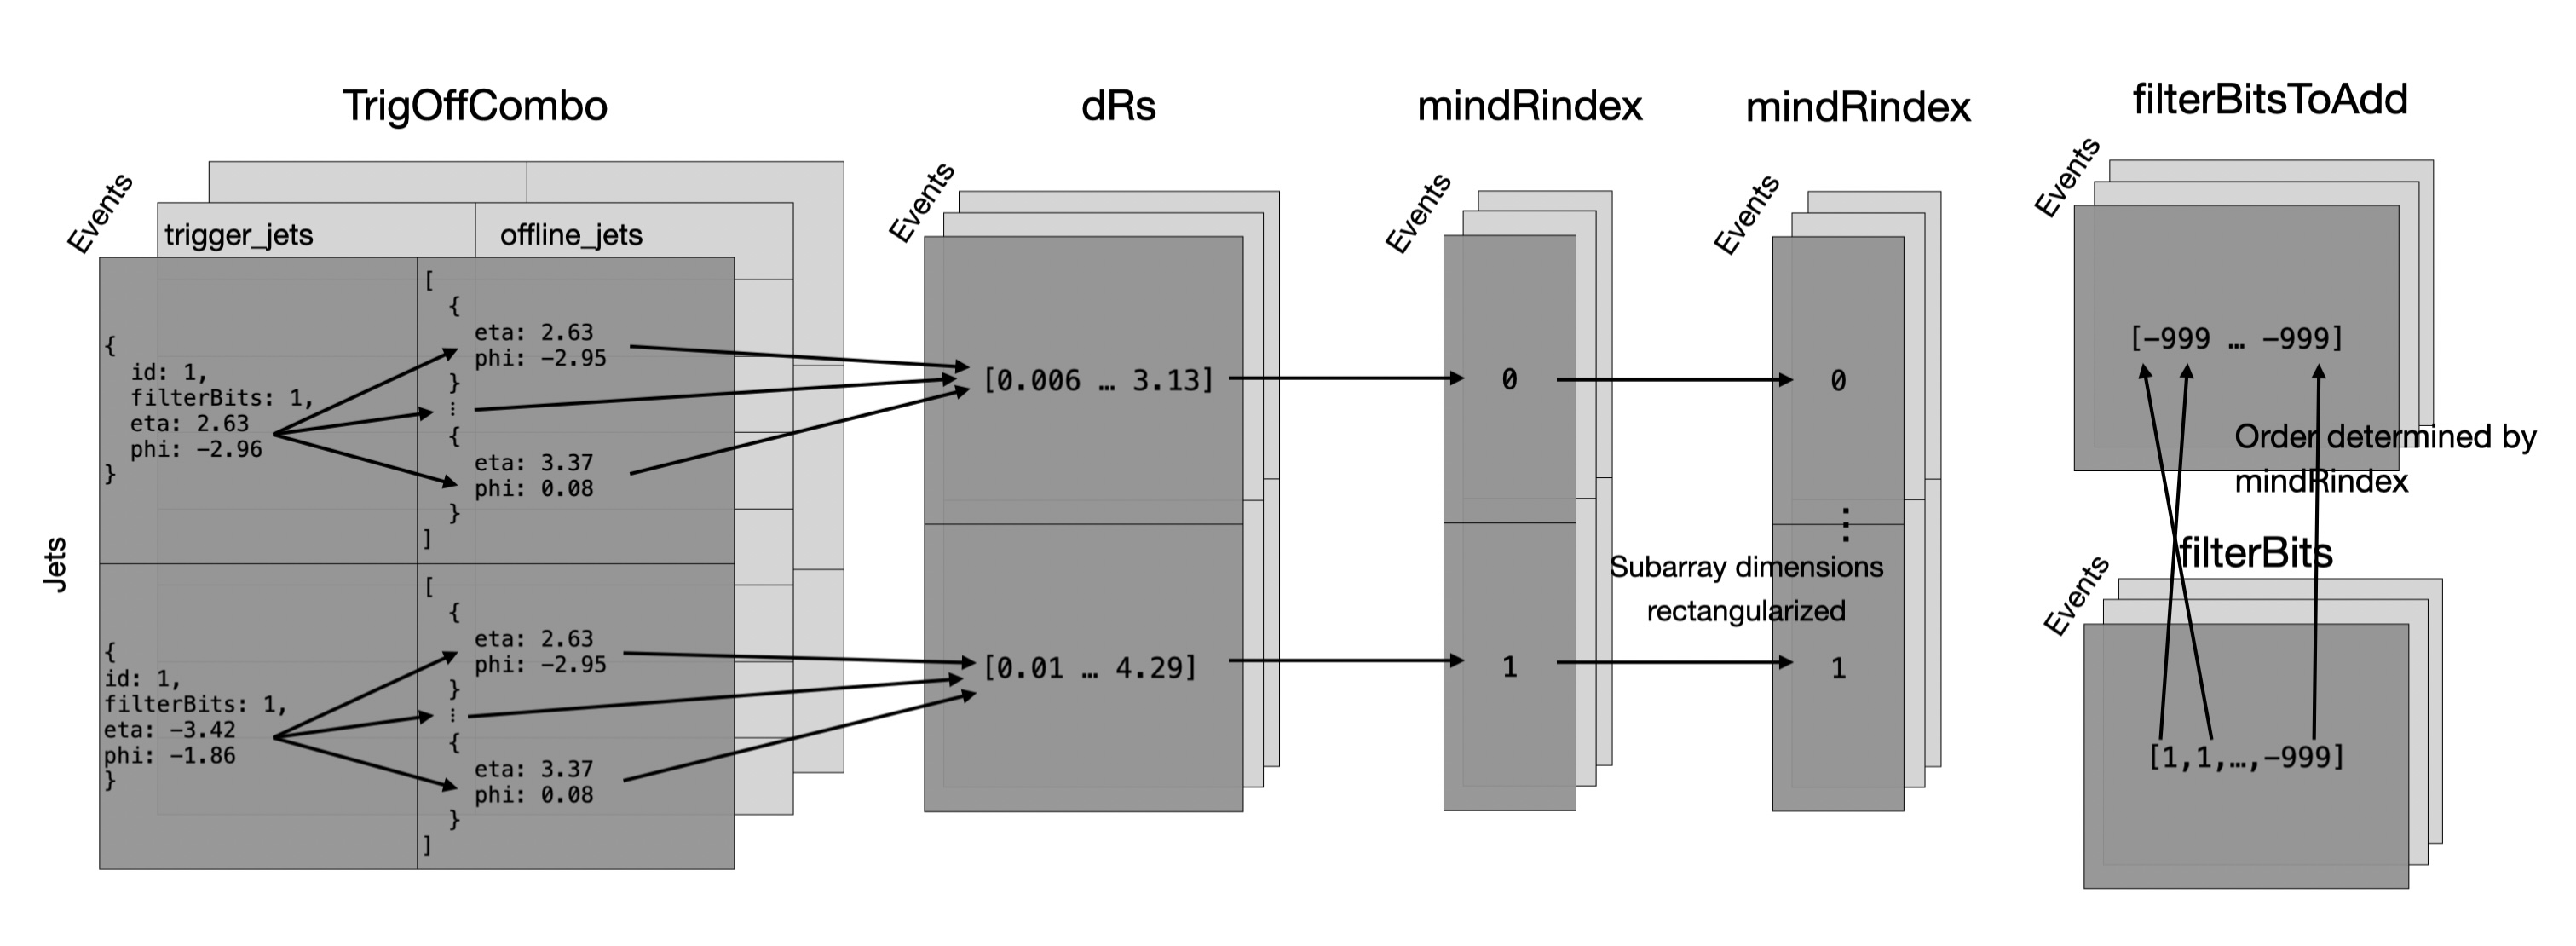 TrigOffCombo
Events
trigger_jets
offline_jets
Jets
{
id: 1,
filterBits: 1,
eta: 2.63
phi: −2.96
}
[
{
eta: 2.63
phi: −2.95
}
⋮
{
eta: 3.37
phi: 0.08
}
]
{
id: 1,
filterBits: 1,
eta: −3.42
phi: −1.86
}
[
{
eta: 2.63
phi: −2.95
}
⋮
{
eta: 3.37
phi: 0.08
}
]
dRs
Events
[0.006 … 3.13]
[0.01 … 4.29]
mindRindex
Events
0
1
Subarray dimensions
rectangularized
mindRindex
Events
0
⋮
1
filterBitsToAdd
Events
[−999 … −999]
Order determined by
mindRindex
filterBits
Events
[1,1,…,−999]